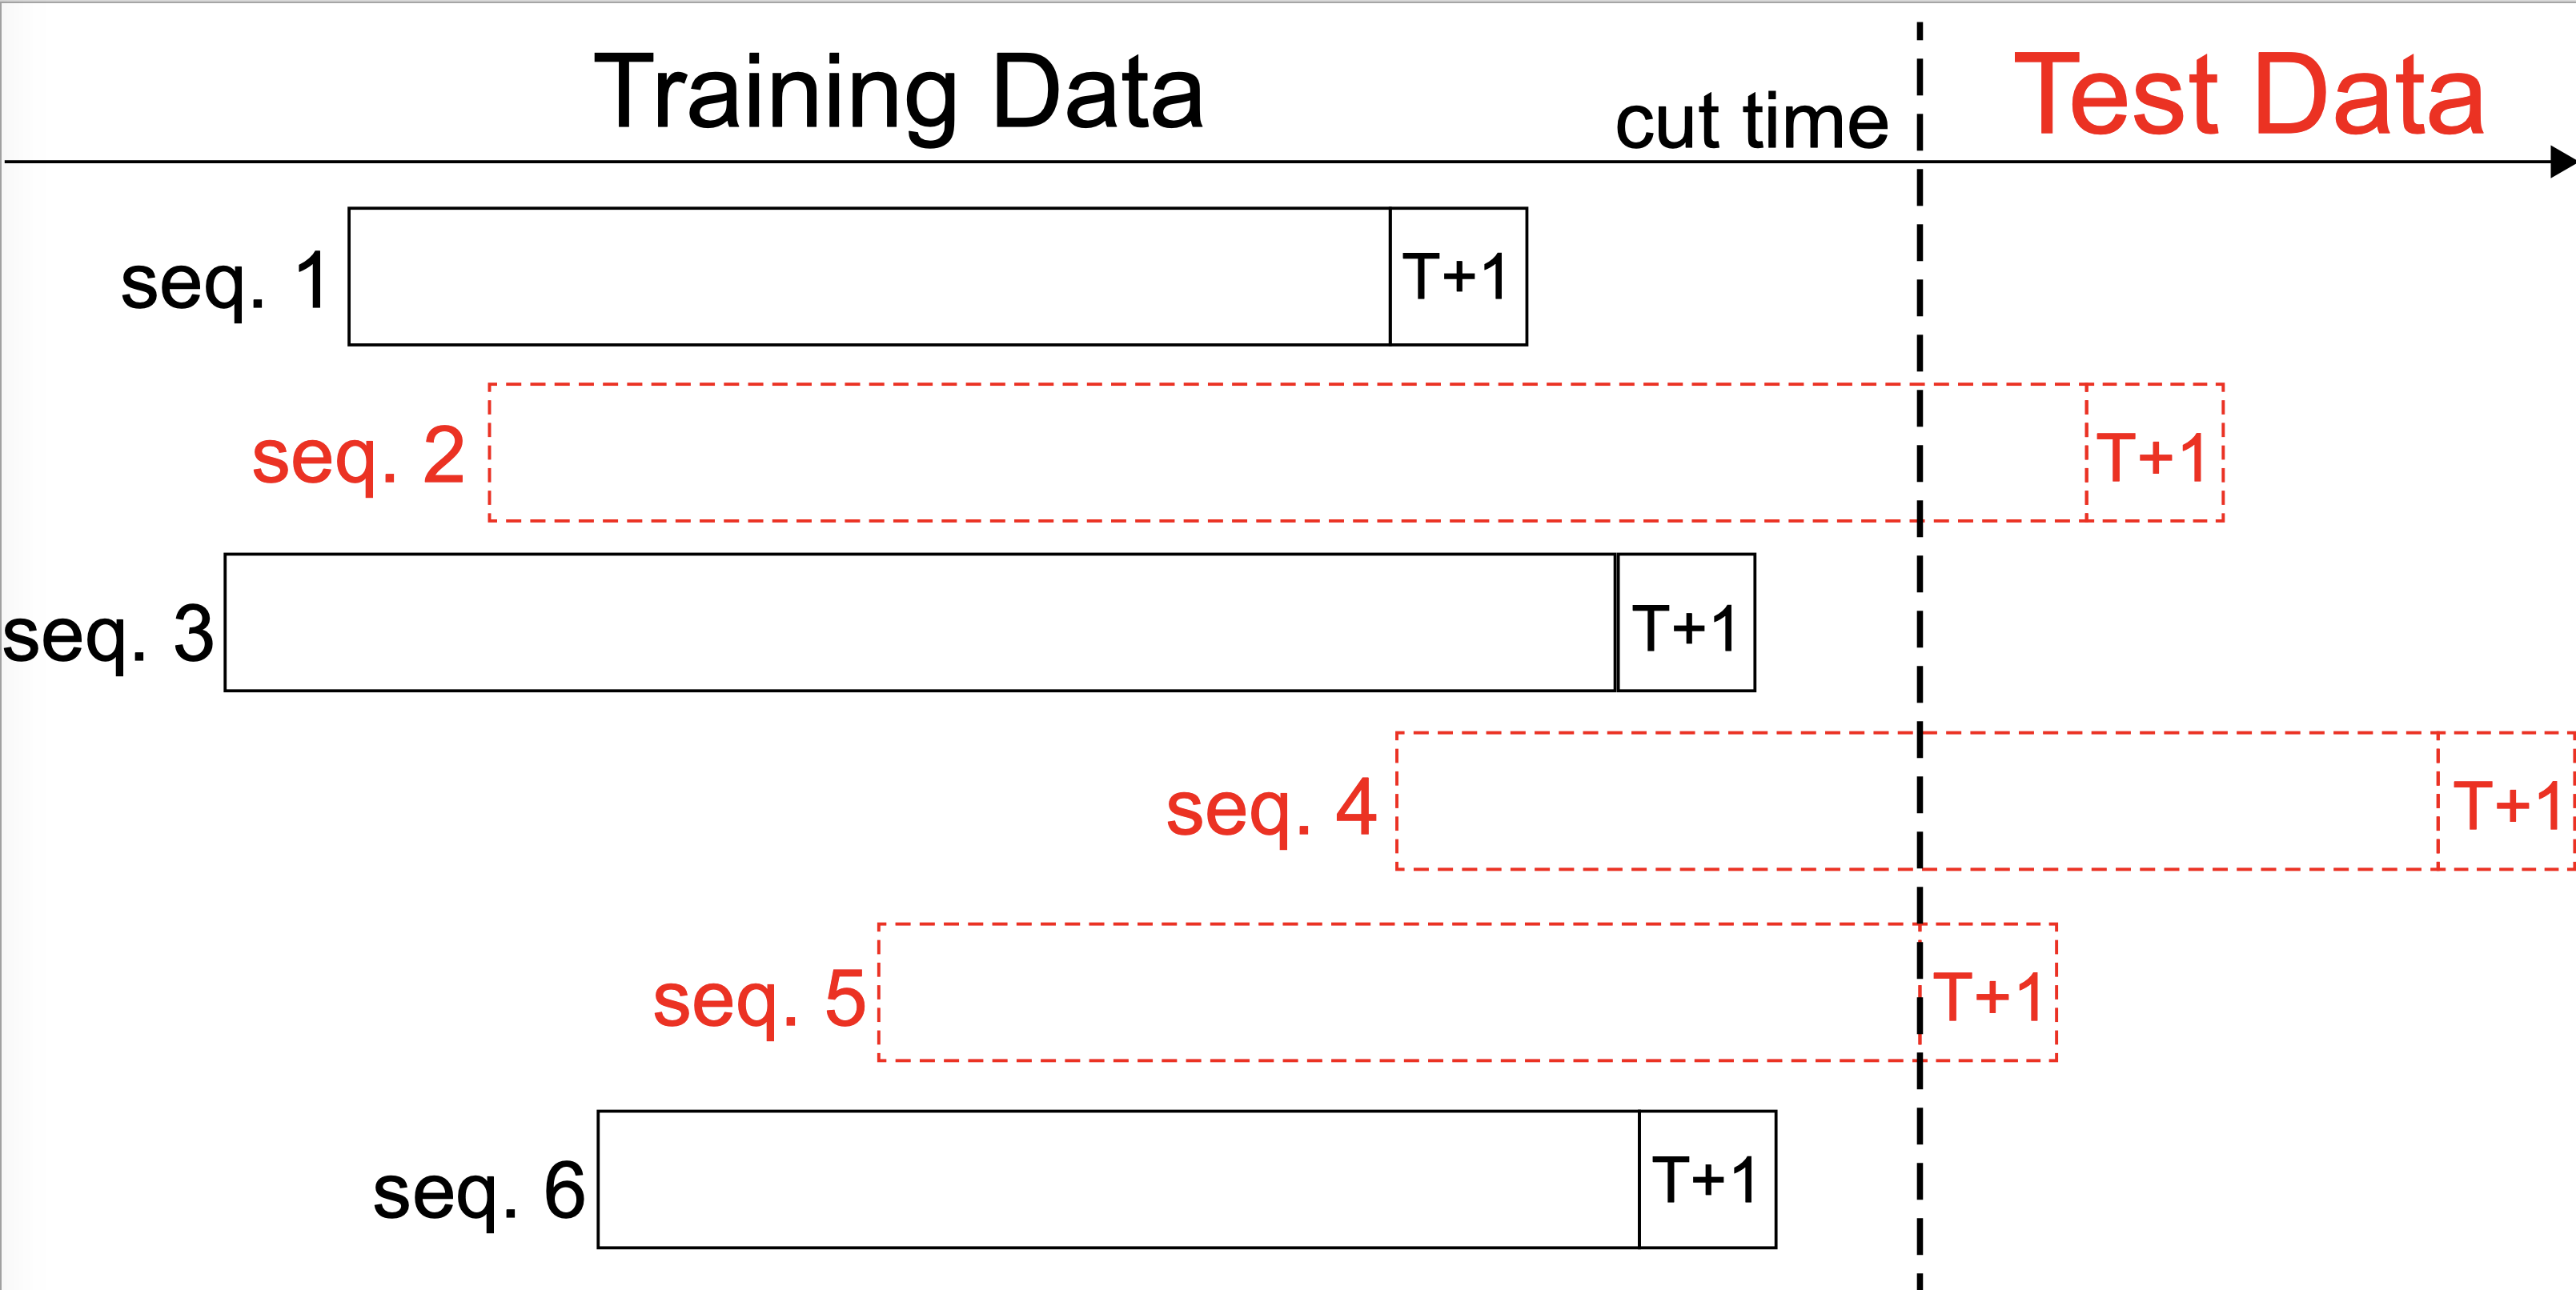 Training Data
cut time
Test Data
seq. 1
T+1
seq. 2
T+1
seq. 3
T+1
seq. 4
T+1
seq. 5
T+1
seq. 6
T+1